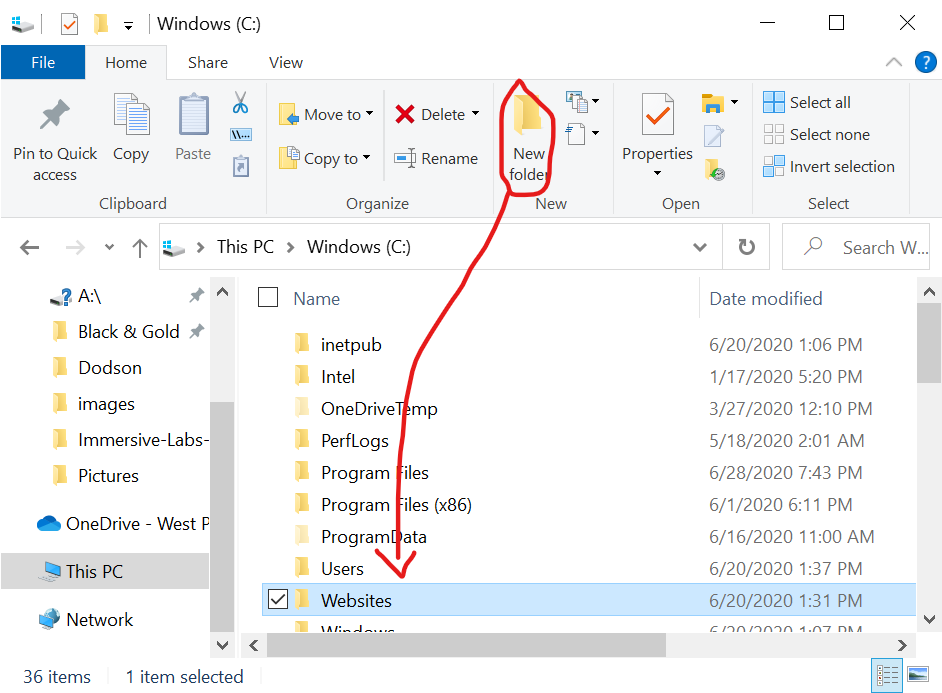 Windows (C:)
File Home Share View
?
Pin to Quick access
Copy
Paste
W...
Move to
Copy to
Delete
Rename
New folder
Properties
Select all
Select none
Invert selection
Clipboard Organize New Open Select
This PC > Windows (C:)
Search W...
A:\
Black & Gold
Dodson
images
Immersive-Labs-
Pictures
OneDrive - West P
This PC
Network
Name Date modified
inetpub 6/20/2020 1:06 PM
Intel 1/17/2020 5:20 PM
OneDriveTemp 3/27/2020 12:10 PM
PerfLogs 5/18/2020 2:01 AM
Program Files 6/28/2020 7:43 PM
Program Files (x86) 6/1/2020 6:11 PM
ProgramData 6/16/2020 11:00 AM
Users 6/20/2020 1:37 PM
Websites 6/20/2020 1:31 PM
Windows 6/20/2020 1:07 PM
36 items 1 item selected